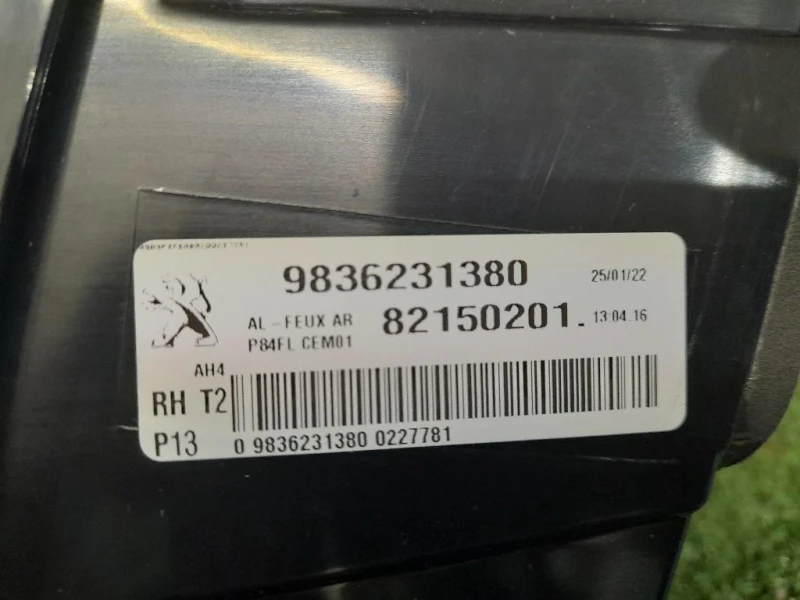 9836231380 25/01/22
AL-FEUX AR 82150201. 13:04.16
P84FL CEM01
AH4
RH T2
P13 0 9836231380 0227781